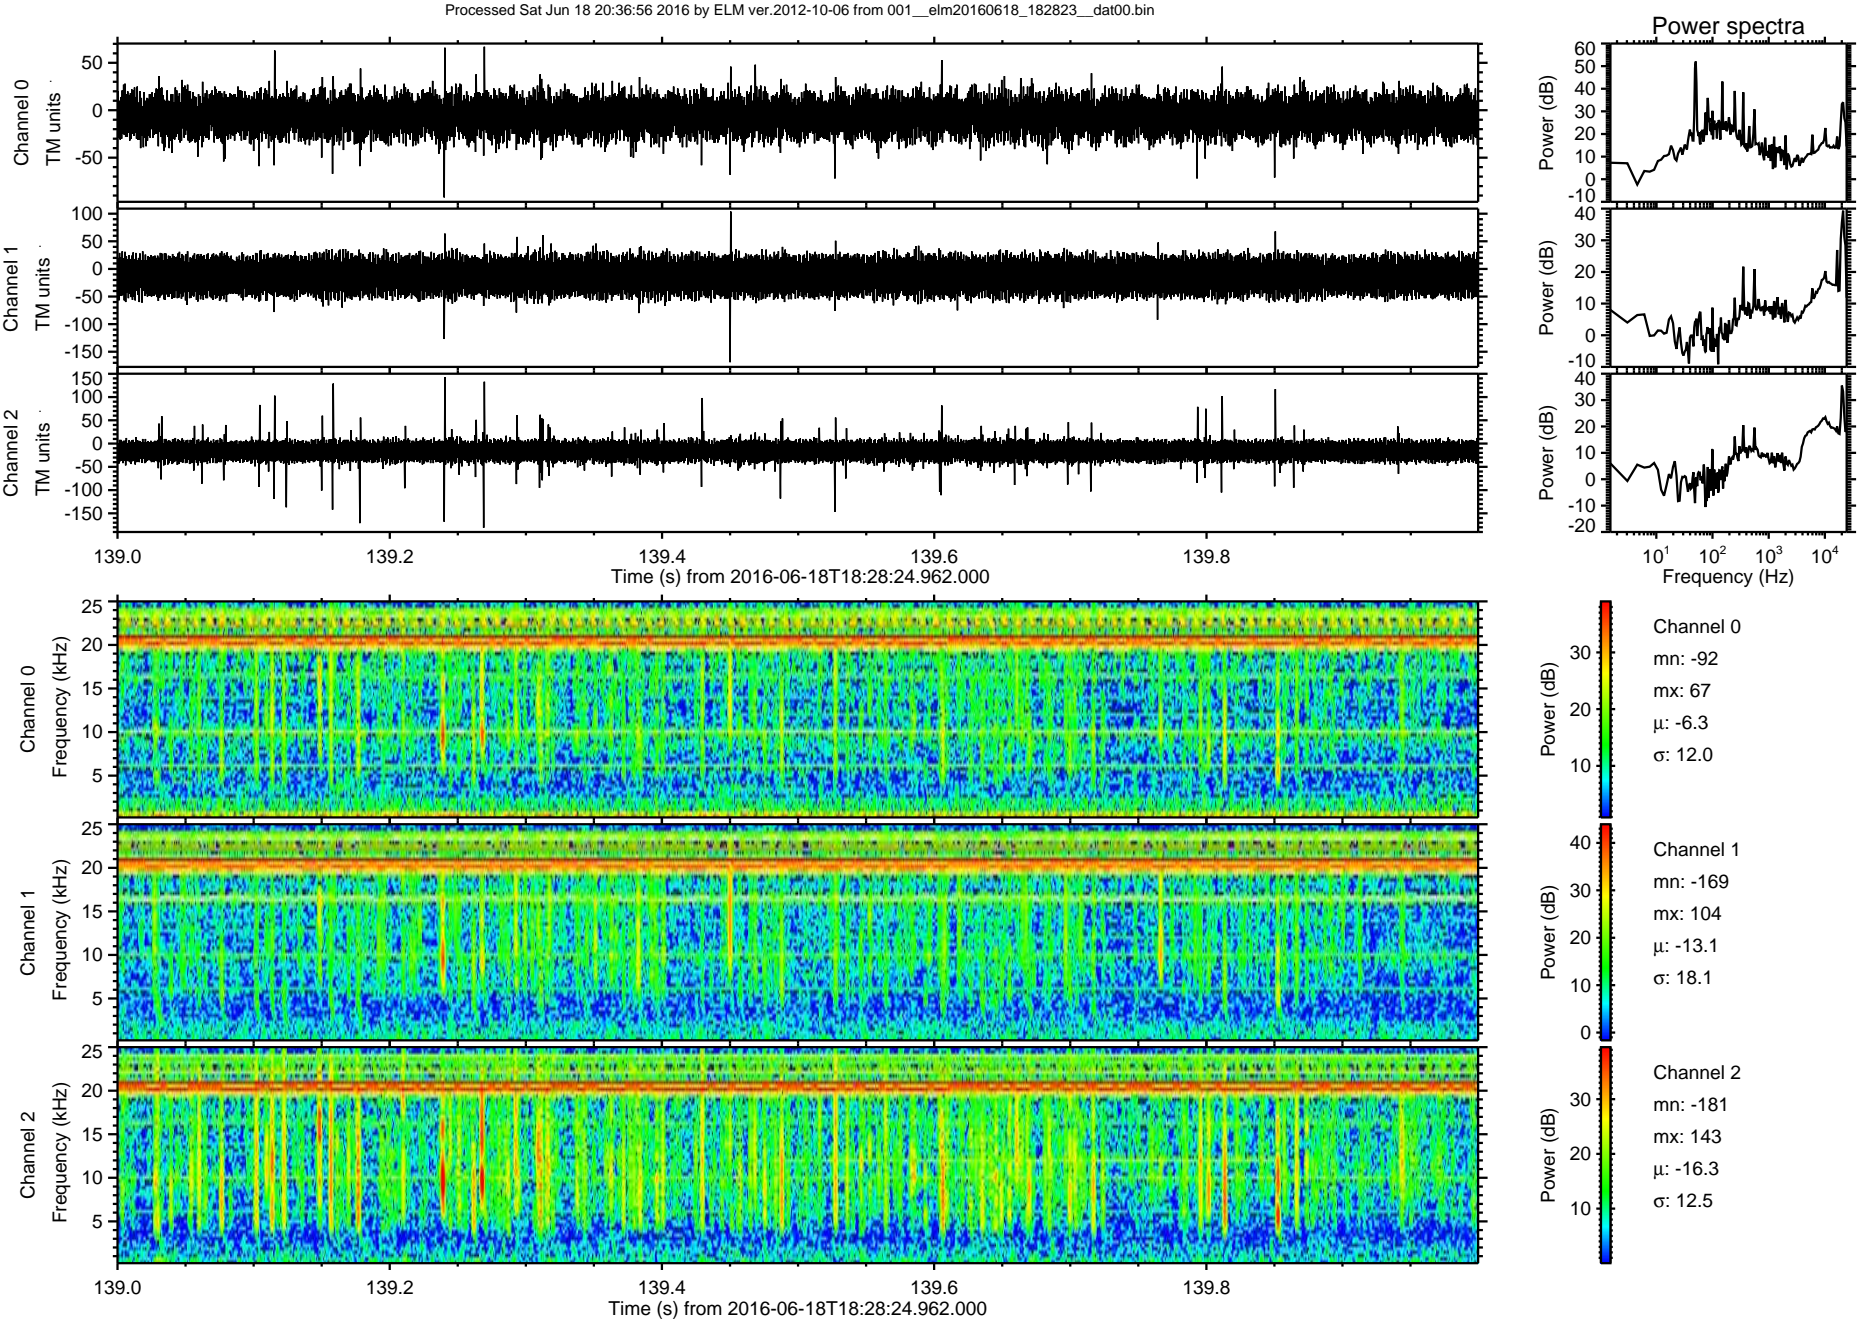 Processed Sat Jun 18 20:36:56 2016 by ELM ver.2012-10-06 from 001__elm20160618_182823__dat00.bin
Power spectra
Channel 0
TM units
50
0
-50
Power (dB)
60
50
40
30
20
10
0
-10
Channel 1
TM units
100
50
0
-50
-100
-150
Power (dB)
40
30
20
10
0
-10
Channel 2
TM units
150
100
50
0
-50
-100
-150
Power (dB)
40
30
20
10
0
-10
-20
139.0 139.2 139.4 139.6 139.8
Time (s) from 2016-06-18T18:28:24.962.000
10¹ 10² 10³ 10⁴
Frequency (Hz)
Channel 0
Frequency (kHz)
25
20
15
10
5
Power (dB)
30
20
10
Channel 0
mn: -92
mx: 67
μ: -6.3
σ: 12.0
Channel 1
Frequency (kHz)
25
20
15
10
5
Power (dB)
40
30
20
10
0
Channel 1
mn: -169
mx: 104
μ: -13.1
σ: 18.1
Channel 2
Frequency (kHz)
25
20
15
10
5
Power (dB)
30
20
10
Channel 2
mn: -181
mx: 143
μ: -16.3
σ: 12.5
139.0 139.2 139.4 139.6 139.8
Time (s) from 2016-06-18T18:28:24.962.000